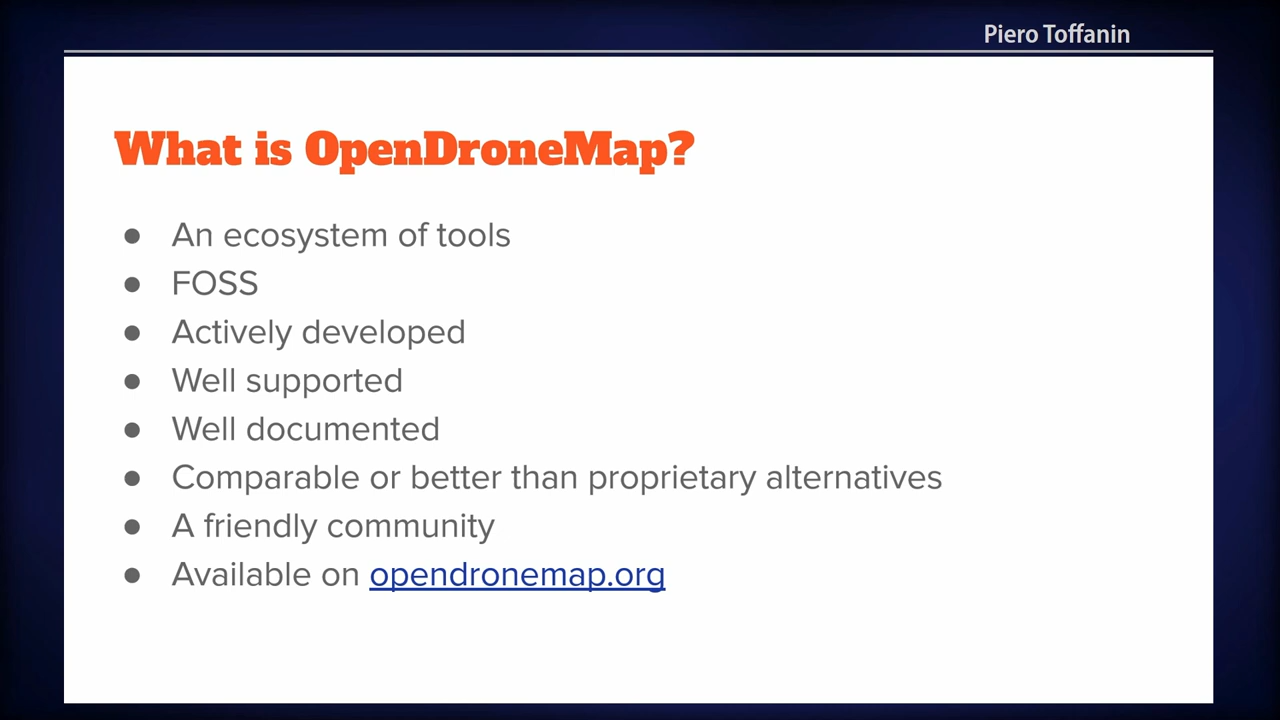 Piero Toffanin
What is OpenDroneMap?
● An ecosystem of tools
● FOSS
● Actively developed
● Well supported
● Well documented
● Comparable or better than proprietary alternatives
● A friendly community
● Available on opendronemap.org